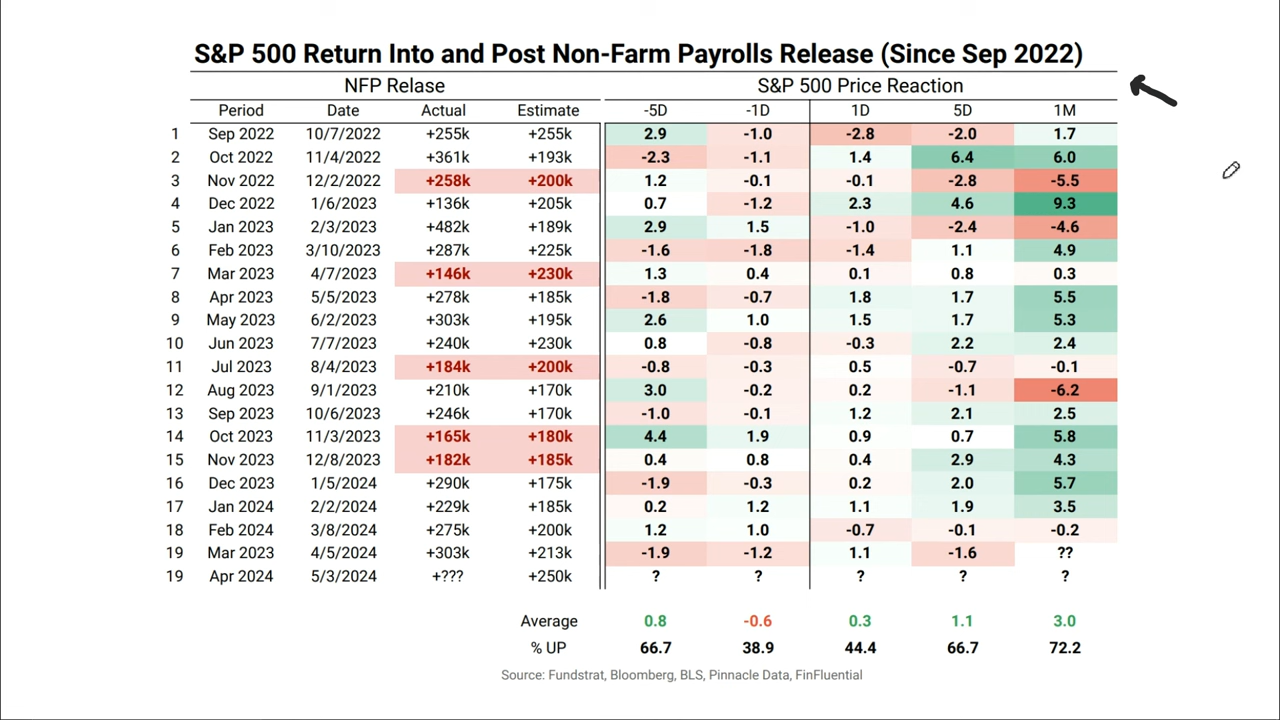 S&P 500 Return Into and Post Non-Farm Payrolls Release (Since Sep 2022)
NFP Relase S&P 500 Price Reaction
Period Date Actual Estimate -5D -1D 1D 5D 1M
1 Sep 2022 10/7/2022 +255k +255k 2.9 -1.0 -2.8 -2.0 1.7
2 Oct 2022 11/4/2022 +361k +193k -2.3 -1.1 1.4 6.4 6.0
3 Nov 2022 12/2/2022 +258k +200k 1.2 -0.1 -0.1 -2.8 -5.5
4 Dec 2022 1/6/2023 +136k +205k 0.7 -1.2 2.3 4.6 9.3
5 Jan 2023 2/3/2023 +482k +189k 2.9 1.5 -1.0 -2.4 -4.6
6 Feb 2023 3/10/2023 +287k +225k -1.6 -1.8 -1.4 1.1 4.9
7 Mar 2023 4/7/2023 +146k +230k 1.3 0.4 0.1 0.8 0.3
8 Apr 2023 5/5/2023 +278k +185k -1.8 -0.7 1.8 1.7 5.5
9 May 2023 6/2/2023 +303k +195k 2.6 1.0 1.5 1.7 5.3
10 Jun 2023 7/7/2023 +240k +230k 0.8 -0.8 -0.3 2.2 2.4
11 Jul 2023 8/4/2023 +184k +200k -0.8 -0.3 0.5 -0.7 -0.1
12 Aug 2023 9/1/2023 +210k +170k 3.0 -0.2 0.2 -1.1 -6.2
13 Sep 2023 10/6/2023 +246k +170k -1.0 -0.1 1.2 2.1 2.5
14 Oct 2023 11/3/2023 +165k +180k 4.4 1.9 0.9 0.7 5.8
15 Nov 2023 12/8/2023 +182k +185k 0.4 0.8 0.4 2.9 4.3
16 Dec 2023 1/5/2024 +290k +175k -1.9 -0.3 0.2 2.0 5.7
17 Jan 2024 2/2/2024 +229k +185k 0.2 1.2 1.1 1.9 3.5
18 Feb 2024 3/8/2024 +275k +200k 1.2 1.0 -0.7 -0.1 -0.2
19 Mar 2023 4/5/2024 +303k +213k -1.9 -1.2 1.1 -1.6 ??
19 Apr 2024 5/3/2024 +??? +250k ? ? ? ? ?
Average 0.8 -0.6 0.3 1.1 3.0
% UP 66.7 38.9 44.4 66.7 72.2
Source: Fundstrat, Bloomberg, BLS, Pinnacle Data, FinFluential